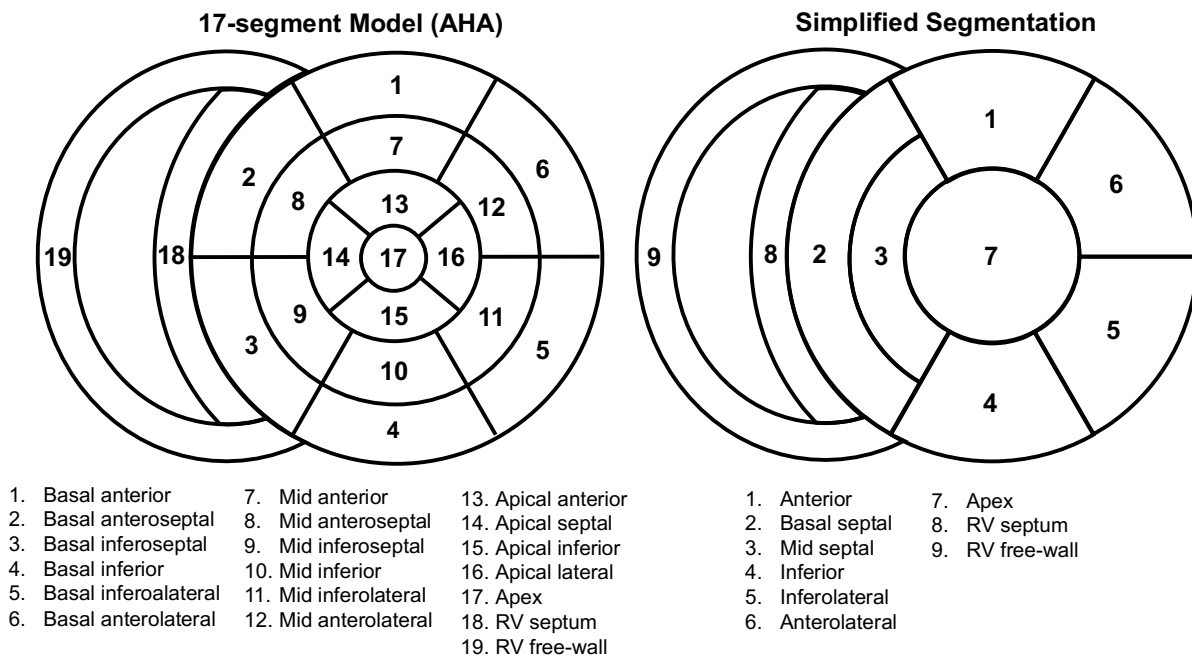 17-segment Model (AHA)
Simplified Segmentation
1
7
2
6
8
13
12
19
18
14
17
16
9
15
11
3
5
10
4
1
6
9
8
2
3
7
5
4
1. Basal anterior
2. Basal anteroseptal
3. Basal inferoseptal
4. Basal inferior
5. Basal inferoalateral
6. Basal anterolateral
7. Mid anterior
8. Mid anteroseptal
9. Mid inferoseptal
10. Mid inferior
11. Mid inferolateral
12. Mid anterolateral
13. Apical anterior
14. Apical septal
15. Apical inferior
16. Apical lateral
17. Apex
18. RV septum
19. RV free-wall
1. Anterior
2. Basal septal
3. Mid septal
4. Inferior
5. Inferolateral
6. Anterolateral
7. Apex
8. RV septum
9. RV free-wall